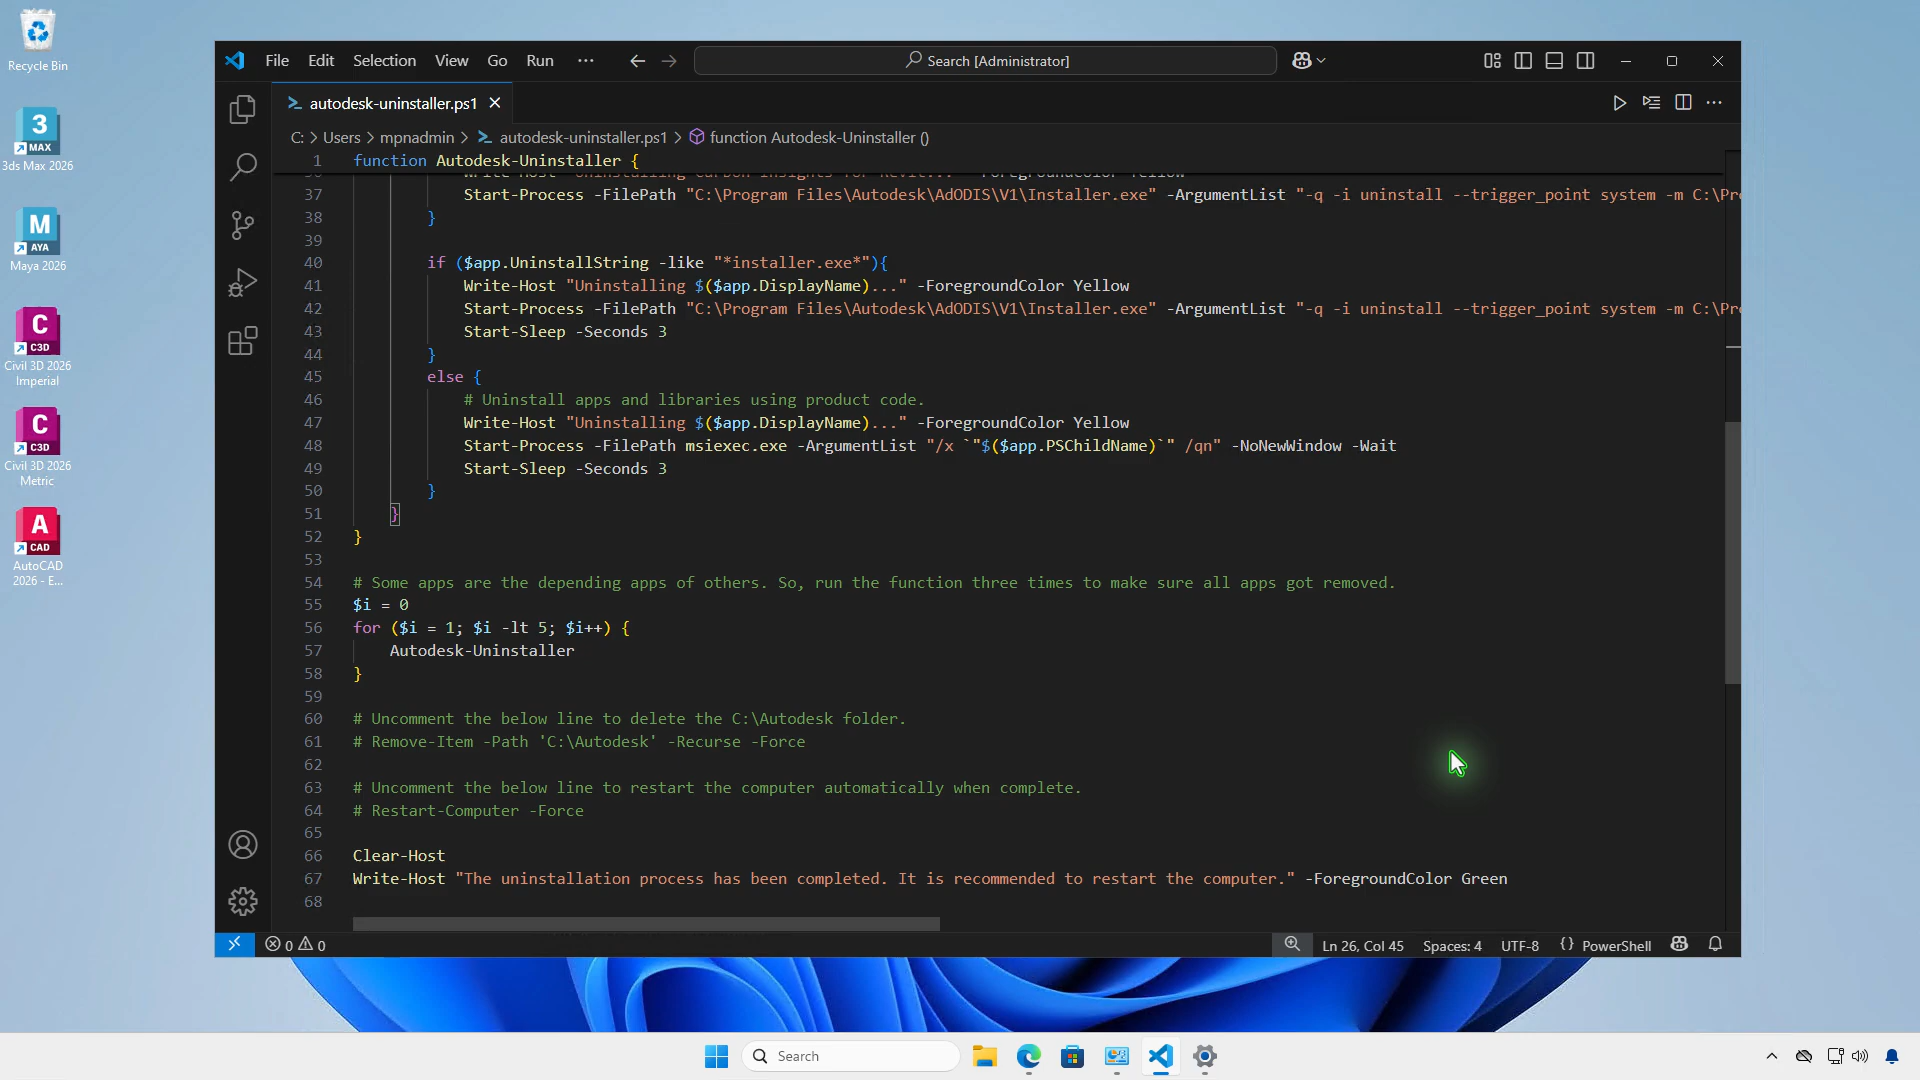 Recycle Bin
3
MAX
3ds Max 2026
M
AYA
Maya 2026
C
C3D
Civil 3D 2026
Imperial
C
C3D
Civil 3D 2026
Metric
A
CAD
AutoCAD
2026 - E...
File Edit Selection View Go Run ··· Search [Administrator]
autodesk-uninstaller.ps1
C: > Users > mpnadmin > autodesk-uninstaller.ps1 > function Autodesk-Uninstaller ()
1 function Autodesk-Uninstaller {
37 Start-Process -FilePath "C:\Program Files\Autodesk\AdODIS\V1\Installer.exe" -ArgumentList "-q -i uninstall --trigger_point system -m C:\Pr
38 }
39
40 if ($app.UninstallString -like "*installer.exe*"){
41 Write-Host "Uninstalling $($app.DisplayName)..." -ForegroundColor Yellow
42 Start-Process -FilePath "C:\Program Files\Autodesk\AdODIS\V1\Installer.exe" -ArgumentList "-q -i uninstall --trigger_point system -m C:\Pr
43 Start-Sleep -Seconds 3
44 }
45 else {
46 # Uninstall apps and libraries using product code.
47 Write-Host "Uninstalling $($app.DisplayName)..." -ForegroundColor Yellow
48 Start-Process -FilePath msiexec.exe -ArgumentList "/x `"$($app.PSChildName)`" /qn" -NoNewWindow -Wait
49 Start-Sleep -Seconds 3
50 }
51 }
52 }
53
54 # Some apps are the depending apps of others. So, run the function three times to make sure all apps got removed.
55 $i = 0
56 for ($i = 1; $i -lt 5; $i++) {
57 Autodesk-Uninstaller
58 }
59
60 # Uncomment the below line to delete the C:\Autodesk folder.
61 # Remove-Item -Path 'C:\Autodesk' -Recurse -Force
62
63 # Uncomment the below line to restart the computer automatically when complete.
64 # Restart-Computer -Force
65
66 Clear-Host
67 Write-Host "The uninstallation process has been completed. It is recommended to restart the computer." -ForegroundColor Green
68
0 0 Ln 26, Col 45 Spaces: 4 UTF-8 {} PowerShell
Search